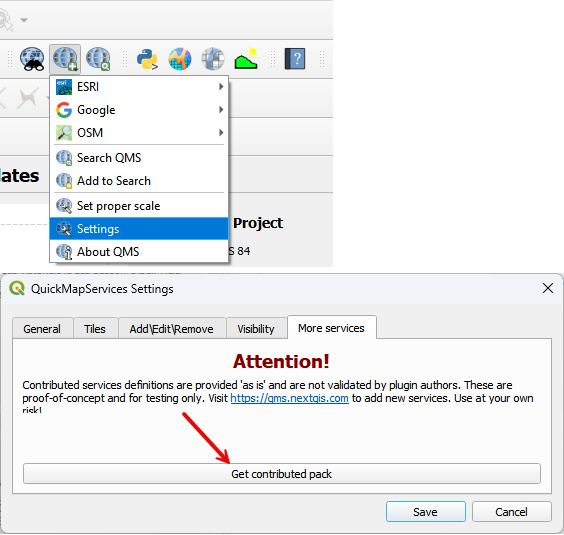 esri
ESRI
Google
OSM
Search QMS
Add to Search
lates
Set proper scale
Project
Settings
About QMS
S 84
QuickMapServices Settings
General
Tiles
Add\Edit\Remove
Visibility
More services
Attention!
Contributed services definitions are provided 'as is' and are not validated by plugin authors. These are
proof-of-concept and for testing only. Visit https://qms.nextgis.com to add new services. Use at your own
risk!
Get contributed pack
Save
Cancel